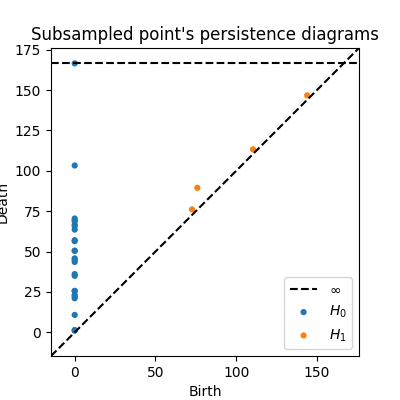 Subsampled point's persistence diagrams
175
150
125
100
75
50
25
0
Death
0
50
100
150
Birth
∞
H₀
H₁